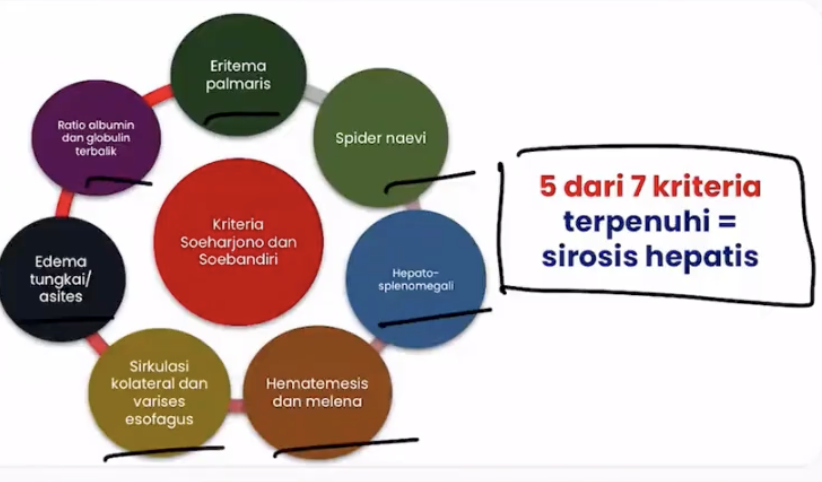 Eritema
palmaris
Spider naevi
Hepato-
splenomegali
Hematemesis
dan melena
Sirkulasi
kolateral dan
varises
esofagus
Edema
tungkai/
asites
Ratio albumin
dan globulin
terbalik
Kriteria
Soeharjono dan
Soebandiri
5 dari 7 kriteria
terpenuhi =
sirosis hepatis